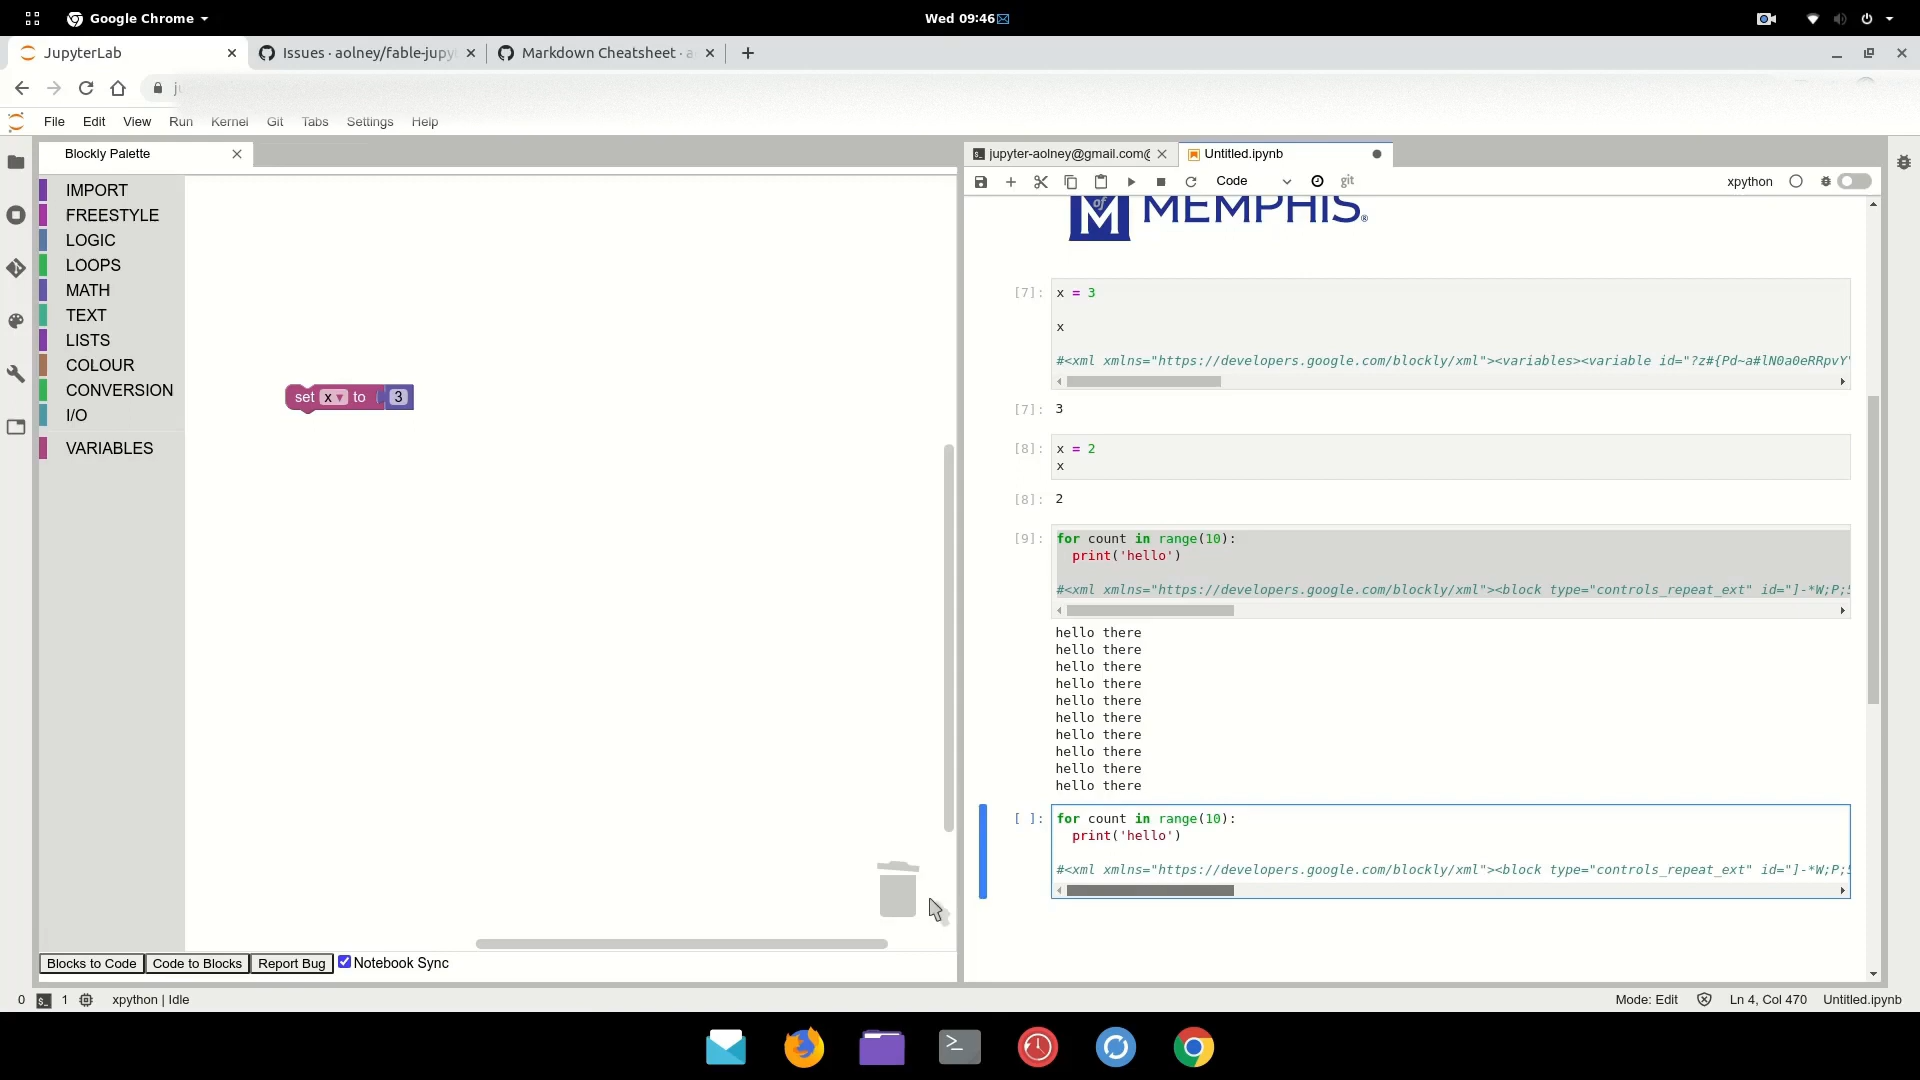 Google Chrome
Wed 09:46
JupyterLab
Issues · aolney/fable-jupyt
Markdown Cheatsheet · a
File Edit View Run Kernel Git Tabs Settings Help
Blockly Palette
IMPORT
FREESTYLE
LOGIC
LOOPS
MATH
TEXT
LISTS
COLOUR
CONVERSION
I/O
VARIABLES
set x to 3
Blocks to Code
Code to Blocks
Report Bug
Notebook Sync
jupyter-aolney@gmail.com@
Untitled.ipynb
Code
git
xpython
of
M MEMPHIS®
[7]: x = 3
x
#<xml xmlns="https://developers.google.com/blockly/xml"><variables><variable id="?z#{Pd~a#lN0a0eRRpvY
[7]: 3
[8]: x = 2
x
[8]: 2
[9]: for count in range(10):
print('hello')
#<xml xmlns="https://developers.google.com/blockly/xml"><block type="controls_repeat_ext" id="]-*W;P;
hello there
hello there
hello there
hello there
hello there
hello there
hello there
hello there
hello there
hello there
[ ]: for count in range(10):
print('hello')
#<xml xmlns="https://developers.google.com/blockly/xml"><block type="controls_repeat_ext" id="]-*W;P;
0 1 xpython | Idle
Mode: Edit Ln 4, Col 470 Untitled.ipynb